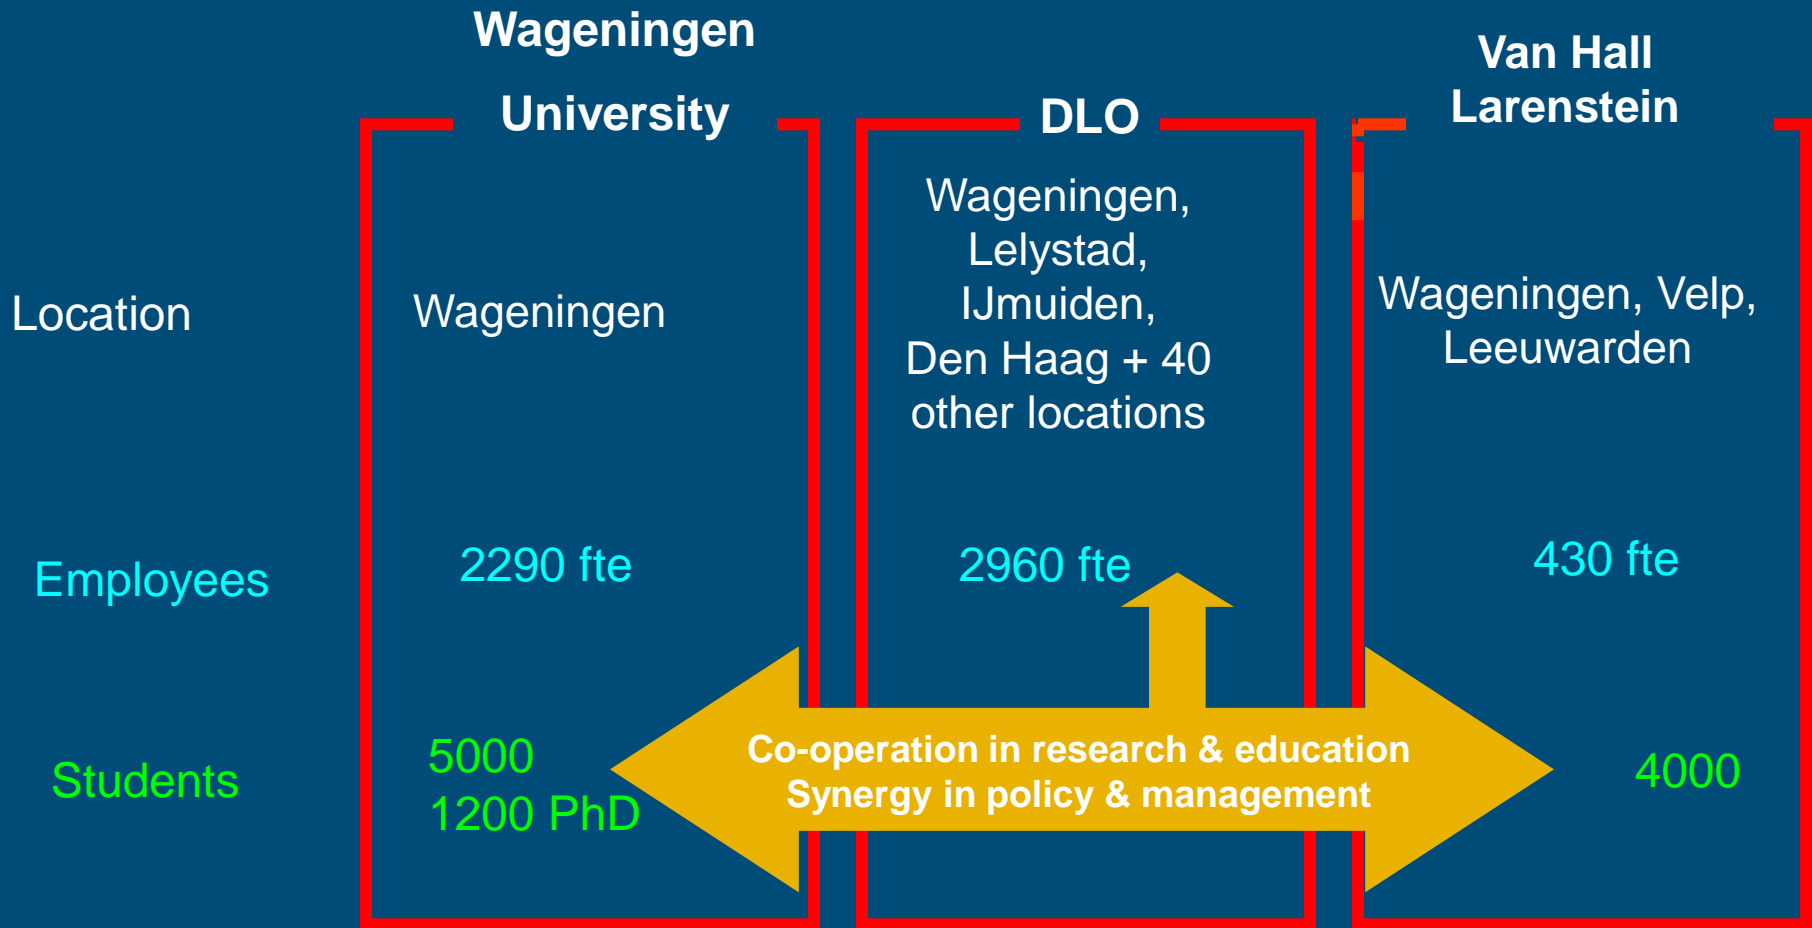 Wageningen
University
DLO
Van Hall
Larenstein
Location
Wageningen
Wageningen,
Lelystad,
IJmuiden,
Den Haag + 40
other locations
Wageningen, Velp,
Leeuwarden
Employees
2290 fte
2960 fte
430 fte
Students
5000
1200 PhD
Co-operation in research & education
Synergy in policy & management
4000